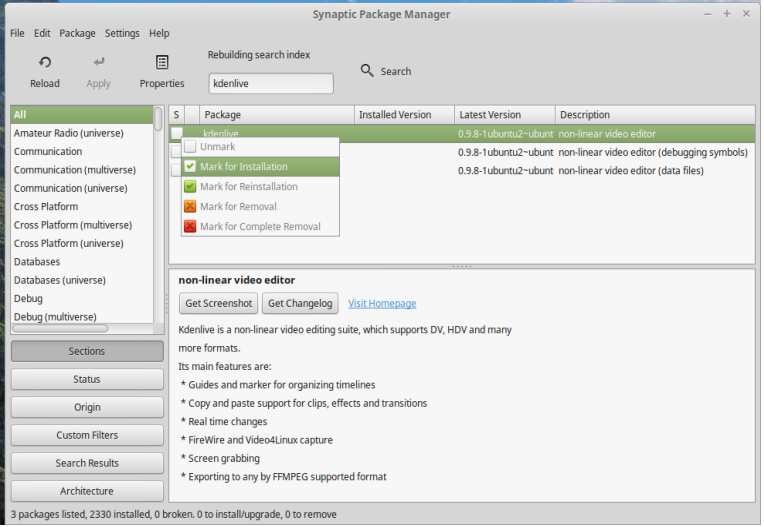 Synaptic Package Manager
File Edit Package Settings Help
Rebuilding search index
Reload Apply Properties kdenlive Search
S Package Installed Version Latest Version Description
kdenlive 0.9.8-1ubuntu2~ubunt non-linear video editor
0.9.8-1ubuntu2~ubunt non-linear video editor (debugging symbols)
0.9.8-1ubuntu2~ubunt non-linear video editor (data files)
Unmark
Mark for Installation
Mark for Reinstallation
Mark for Removal
Mark for Complete Removal
All
Amateur Radio (universe)
Communication
Communication (multiverse)
Communication (universe)
Cross Platform
Cross Platform (multiverse)
Cross Platform (universe)
Databases
Databases (universe)
Debug
Debug (multiverse)
Sections
Status
Origin
Custom Filters
Search Results
Architecture
non-linear video editor
Get Screenshot Get Changelog Visit Homepage
Kdenlive is a non-linear video editing suite, which supports DV, HDV and many
more formats.
Its main features are:
* Guides and marker for organizing timelines
* Copy and paste support for clips, effects and transitions
* Real time changes
* FireWire and Video4Linux capture
* Screen grabbing
* Exporting to any by FFMPEG supported format
3 packages listed, 2330 installed, 0 broken. 0 to install/upgrade, 0 to remove